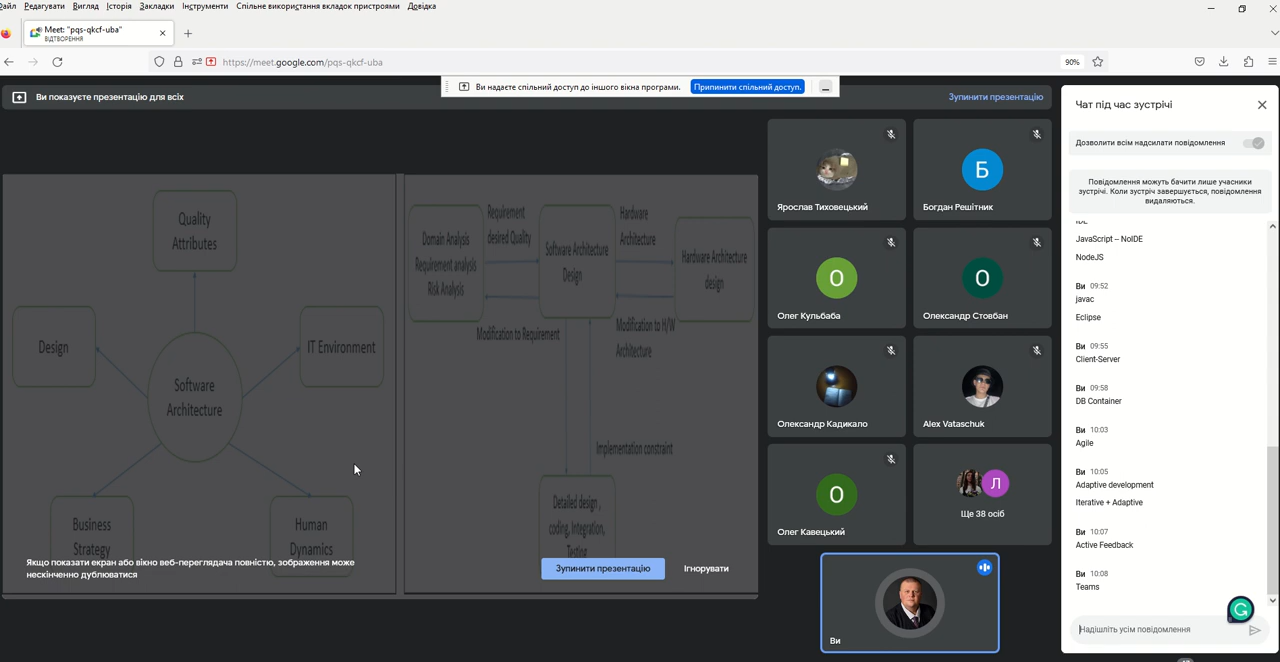 айл Редагувати Вигляд Історія Закладки Інструменти Спільне використання вкладок пристроями Довідка
Meet: "pqs-qkcf-uba"
ВІДТВОРЕННЯ
https://meet.google.com/pqs-qkcf-uba
90%
Ви надаєте спільний доступ до іншого вікна програми.
Припинити спільний доступ.
Ви показуєте презентацію для всіх
Зупинити презентацію
Quality
Attributes
Design
IT Environment
Software
Architecture
Business
Strategy
Human
Dynamics
Domain Analysis
Requirement analysis
Risk Analysis
Requirement
desired Quality
Software Architecture
Design
Hardware
Architecture
Hardware Architecture
design
Modification to Requirement
Modification to H/W
Architecture
Implementation constraint
Detailed design ,
coding, Integration,
Testing
Якщо показати екран або вікно веб-переглядача повністю, зображення може
нескінченно дублюватися
Зупинити презентацію
Ігнорувати
Ярослав Тиховецький
Б
Богдан Решітник
О
Олег Кульбаба
О
Олександр Стовбан
Олександр Кадикало
Alex Vataschuk
О
Олег Кавецький
Л
Ще 38 осіб
Ви
Чат під час зустрічі
Дозволити всім надсилати повідомлення
Повідомлення можуть бачити лише учасники
зустрічі. Коли зустріч завершується, повідомлення
видаляються.
IDE
JavaScript – NoIDE
NodeJS
Ви 09:52
javac
Eclipse
Ви 09:55
Client-Server
Ви 09:58
DB Container
Ви 10:03
Agile
Ви 10:05
Adaptive development
Iterative + Adaptive
Ви 10:07
Active Feedback
Ви 10:08
Teams
Надішліть усім повідомлення